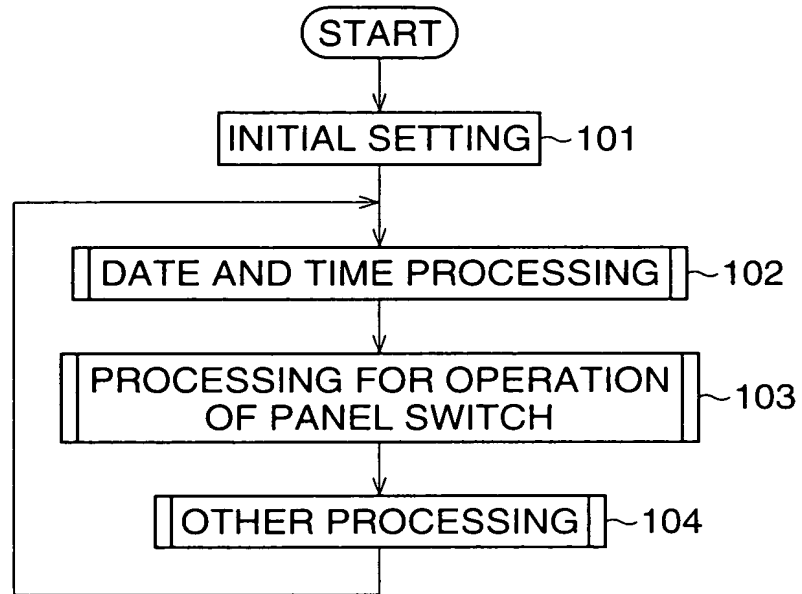 START
INITIAL SETTING 101
DATE AND TIME PROCESSING 102
PROCESSING FOR OPERATION
OF PANEL SWITCH 103
OTHER PROCESSING 104